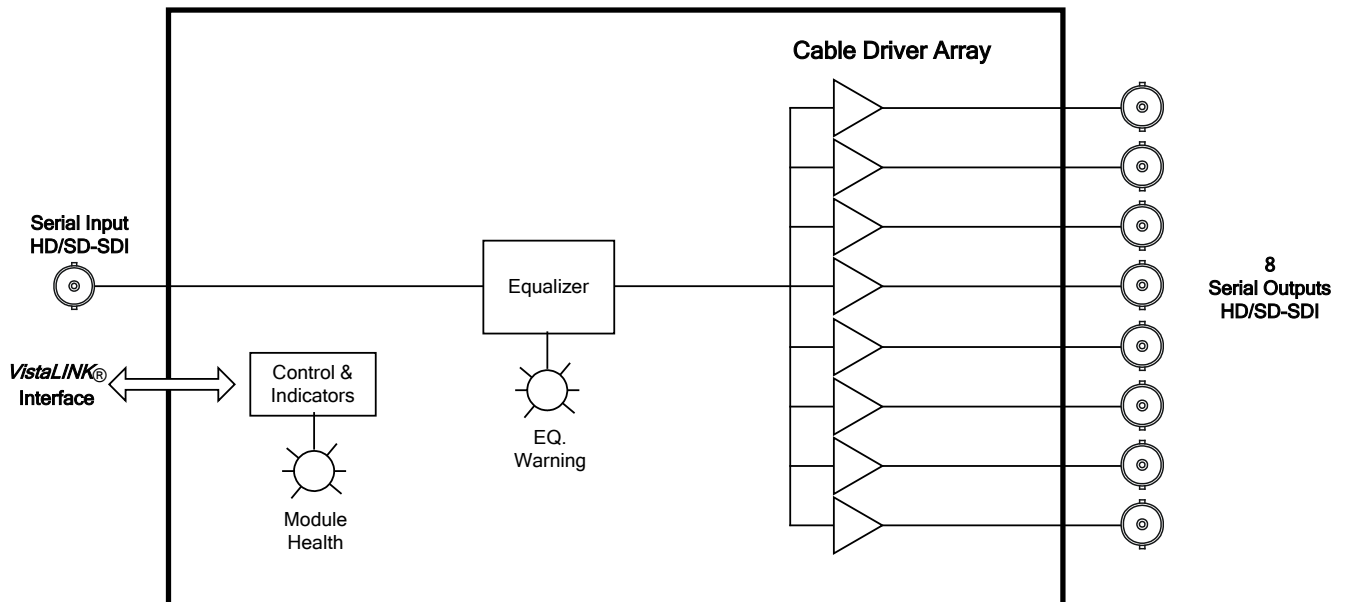 Cable Driver Array
Serial Input
HD/SD-SDI
Equalizer
8
Serial Outputs
HD/SD-SDI
VistaLINK®
Interface
Control &
Indicators
EQ.
Warning
Module
Health